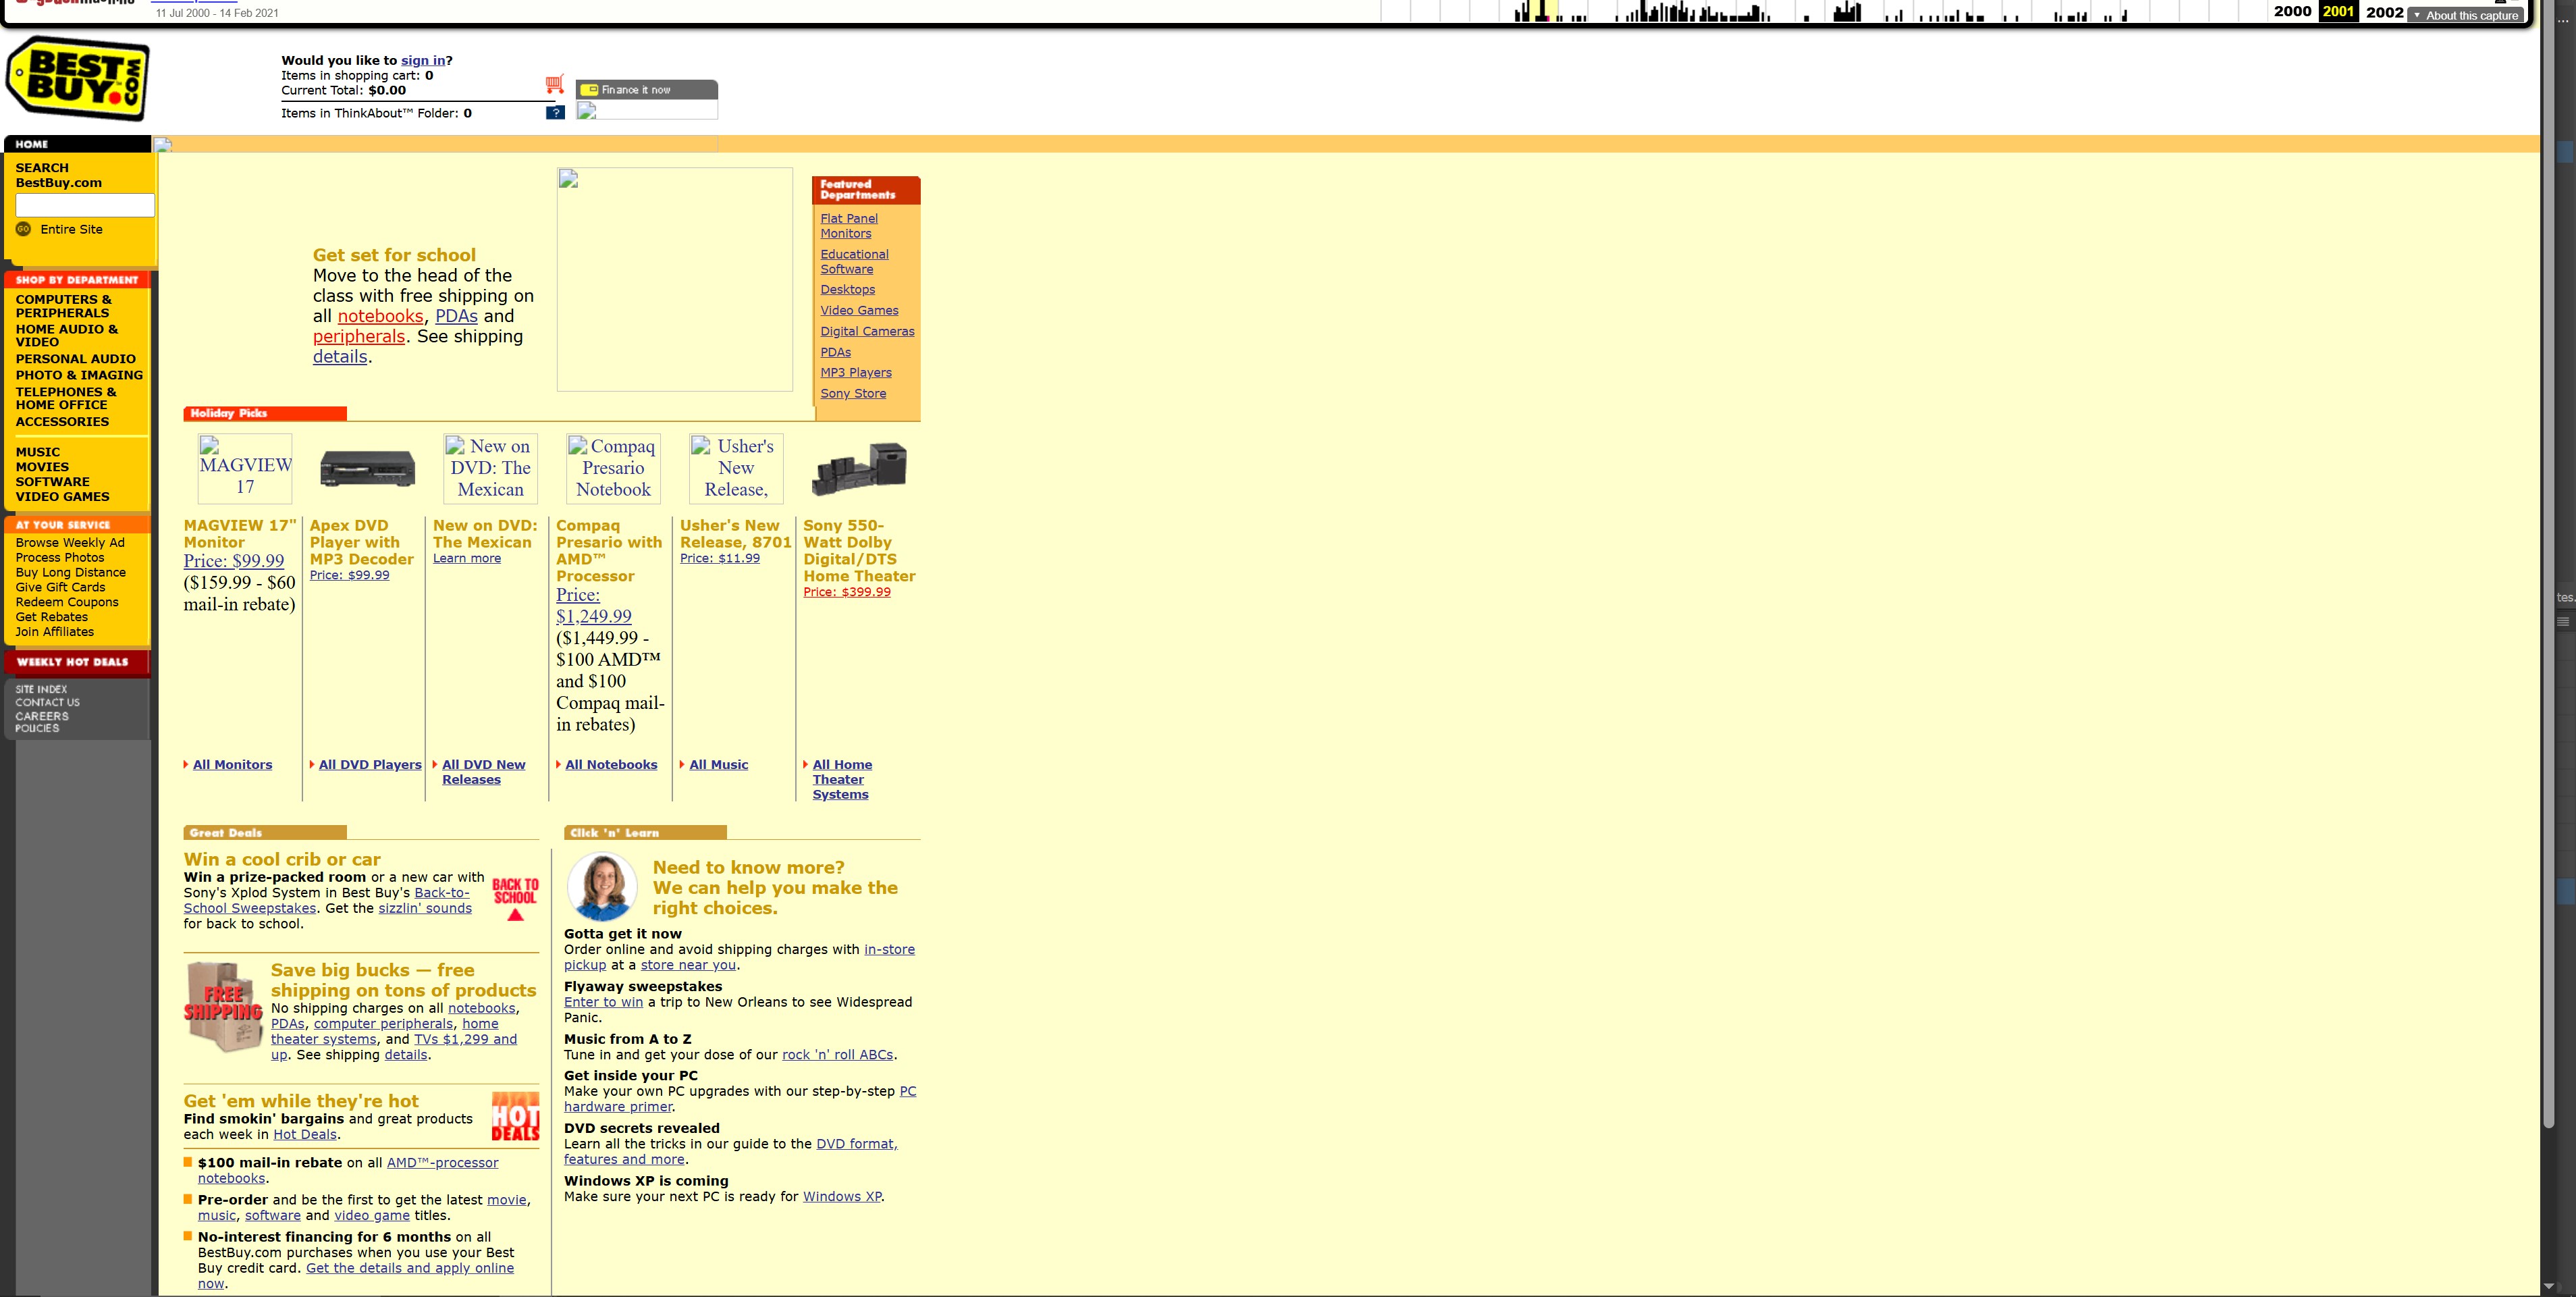 11 Jul 2000 - 14 Feb 2021
2000 2001 2002 About this capture
BEST
BUY.COM
Would you like to sign in?
Items in shopping cart: 0
Current Total: $0.00
Items in ThinkAbout™ Folder: 0
?
Finance it now
HOME
SEARCH
BestBuy.com
GO Entire Site
SHOP BY DEPARTMENT
COMPUTERS &
PERIPHERALS
HOME AUDIO &
VIDEO
PERSONAL AUDIO
PHOTO & IMAGING
TELEPHONES &
HOME OFFICE
ACCESSORIES
MUSIC
MOVIES
SOFTWARE
VIDEO GAMES
AT YOUR SERVICE
Browse Weekly Ad
Process Photos
Buy Long Distance
Give Gift Cards
Redeem Coupons
Get Rebates
Join Affiliates
WEEKLY HOT DEALS
SITE INDEX
CONTACT US
CAREERS
POLICIES
Get set for school
Move to the head of the
class with free shipping on
all notebooks, PDAs and
peripherals. See shipping
details.
Featured
Departments
Flat Panel
Monitors
Educational
Software
Desktops
Video Games
Digital Cameras
PDAs
MP3 Players
Sony Store
Holiday Picks
MAGVIEW
17
New on
DVD: The
Mexican
Compaq
Presario
Notebook
Usher's
New
Release,
MAGVIEW 17"
Monitor
Price: $99.99
($159.99 - $60
mail-in rebate)
All Monitors
Apex DVD
Player with
MP3 Decoder
Price: $99.99
All DVD Players
New on DVD:
The Mexican
Learn more
All DVD New
Releases
Compaq
Presario with
AMD™
Processor
Price:
$1,249.99
($1,449.99 -
$100 AMD™
and $100
Compaq mail-
in rebates)
All Notebooks
Usher's New
Release, 8701
Price: $11.99
All Music
Sony 550-
Watt Dolby
Digital/DTS
Home Theater
Price: $399.99
All Home
Theater
Systems
Great Deals
Win a cool crib or car
Win a prize-packed room or a new car with
Sony's Xplod System in Best Buy's Back-to-
School Sweepstakes. Get the sizzlin' sounds
for back to school.
BACK TO
SCHOOL
FREE
SHIPPING
Save big bucks — free
shipping on tons of products
No shipping charges on all notebooks,
PDAs, computer peripherals, home
theater systems, and TVs $1,299 and
up. See shipping details.
Get 'em while they're hot
Find smokin' bargains and great products
each week in Hot Deals.
HOT
DEALS
$100 mail-in rebate on all AMD™-processor
notebooks.
Pre-order and be the first to get the latest movie,
music, software and video game titles.
No-interest financing for 6 months on all
BestBuy.com purchases when you use your Best
Buy credit card. Get the details and apply online
now.
Click 'n' Learn
Need to know more?
We can help you make the
right choices.
Gotta get it now
Order online and avoid shipping charges with in-store
pickup at a store near you.
Flyaway sweepstakes
Enter to win a trip to New Orleans to see Widespread
Panic.
Music from A to Z
Tune in and get your dose of our rock 'n' roll ABCs.
Get inside your PC
Make your own PC upgrades with our step-by-step PC
hardware primer.
DVD secrets revealed
Learn all the tricks in our guide to the DVD format,
features and more.
Windows XP is coming
Make sure your next PC is ready for Windows XP.
tes.